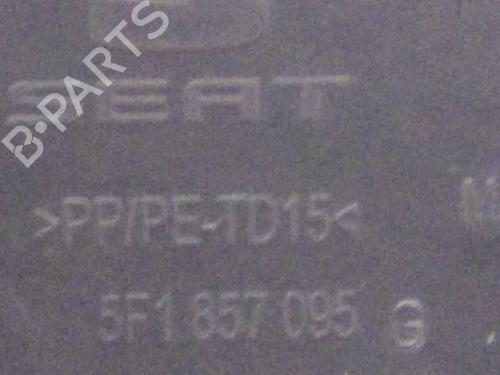 B-PARTS
SEAT
>PP/PE-TD15<
5F1 857 095 G